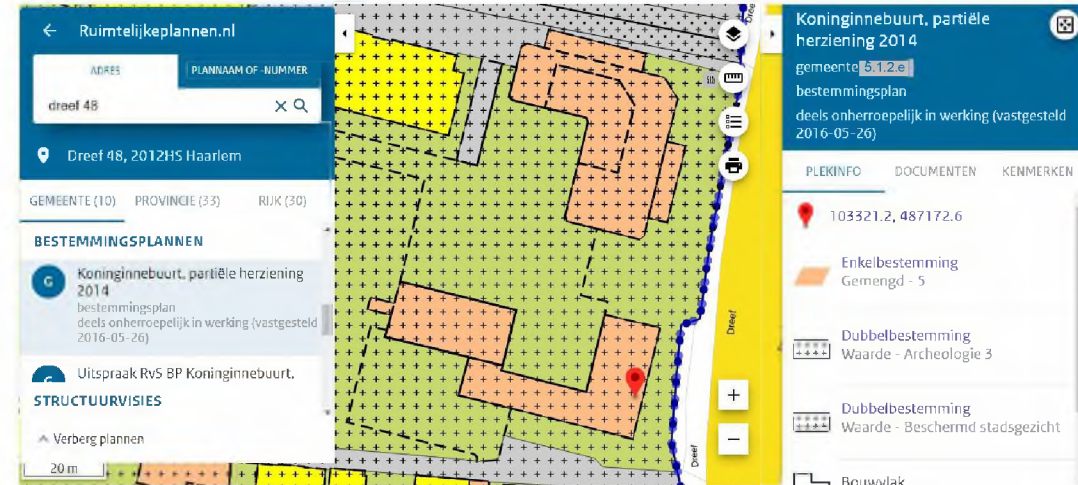 Ruimtelijkeplannen.nl
ADRES
PLANNAAM OF -NUMMER
dreef 48
Dreef 48, 2012HS Haarlem
GEMEENTE (10)
PROVINCIE (33)
RIJK (30)
BESTEMMINGSPLANNEN
G
Koninginnebuurt, partiële herziening
2014
bestemmingsplan
deels onherroepelijk in werking (vastgesteld
2016-05-26)
Uitspraak RvS BP Koninginnebuurt.
STRUCTUURVISIES
Verberg plannen
20 m
Dreef
Dreef
Koninginnebuurt, partiële
herziening 2014
gemeente 5.1.2.e
bestemmingsplan
deels onherroepelijk in werking (vastgesteld
2016-05-26)
PLEKINFO
DOCUMENTEN
KENMERKEN
103321.2, 487172.6
Enkelbestemming
Gemengd - 5
Dubbelbestemming
Waarde - Archeologie 3
Dubbelbestemming
Waarde - Beschermd stadsgezicht
Bouwvlak